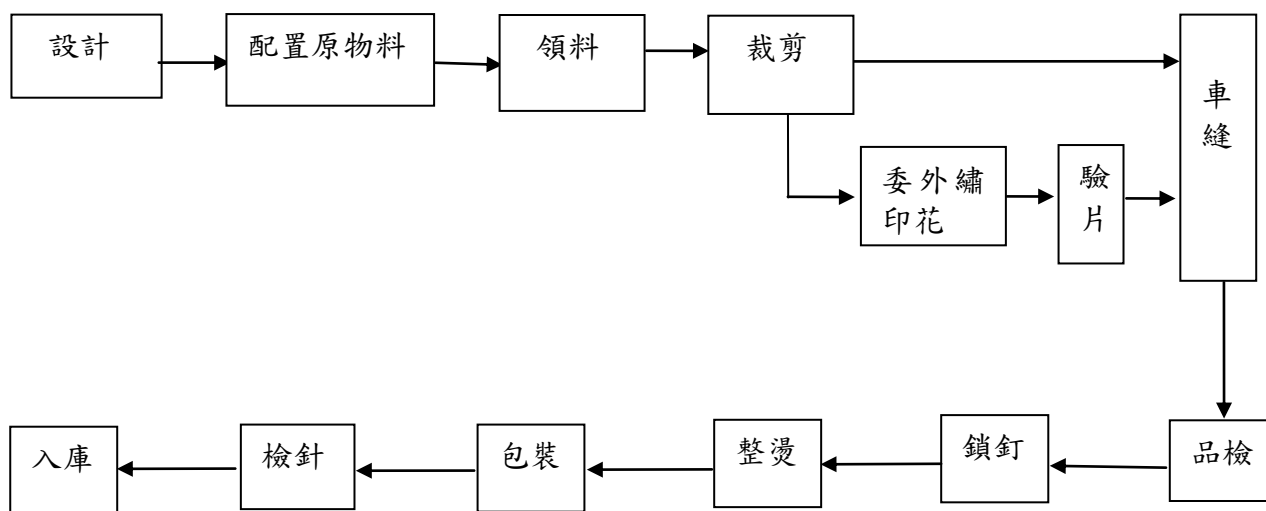 設計
配置原物料
領料
裁剪
車
縫
委外繡
印花
驗
片
品檢
鎖釘
整燙
包裝
檢針
入庫